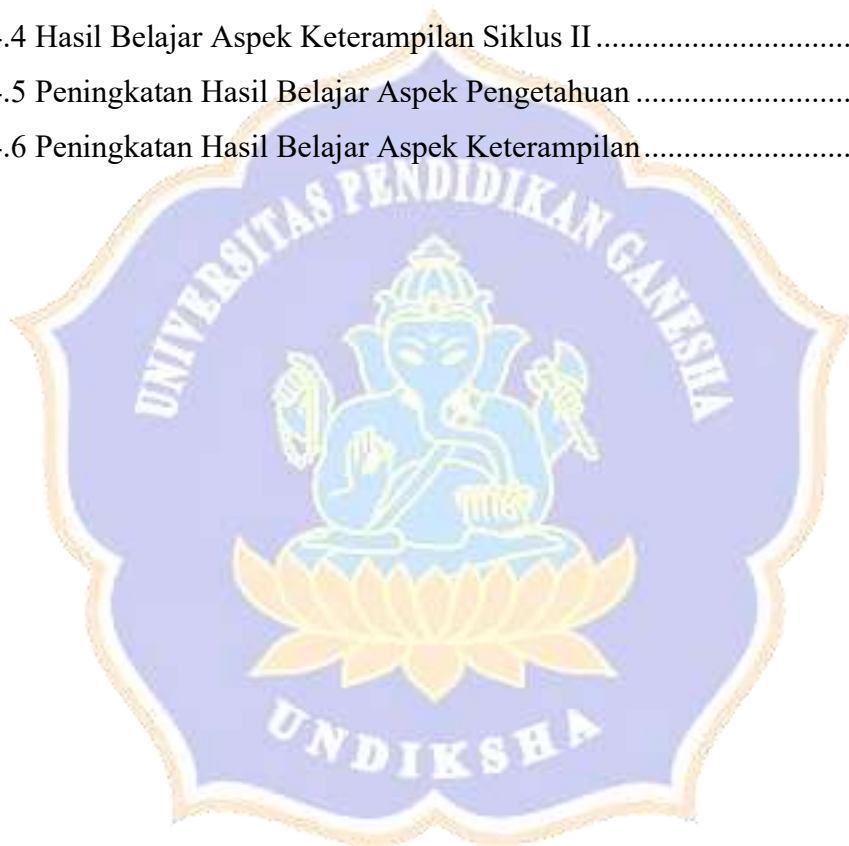 .4 Hasil Belajar Aspek Keterampilan Siklus II ................................
.5 Peningkatan Hasil Belajar Aspek Pengetahuan ...........................
.6 Peningkatan Hasil Belajar Aspek Keterampilan..........................
UNIVERSITAS PENDIDIKAN GANESHA
UNDIKSHA